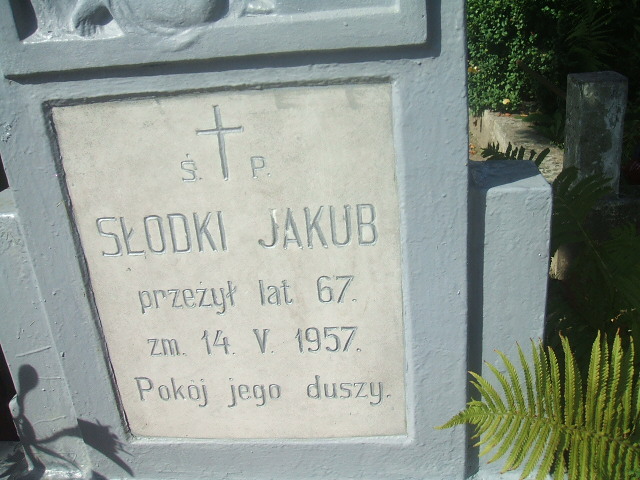 Ś. P.
SŁODKI JAKUB
przeżył lat 67.
zm. 14. V. 1957.
Pokój jego duszy.